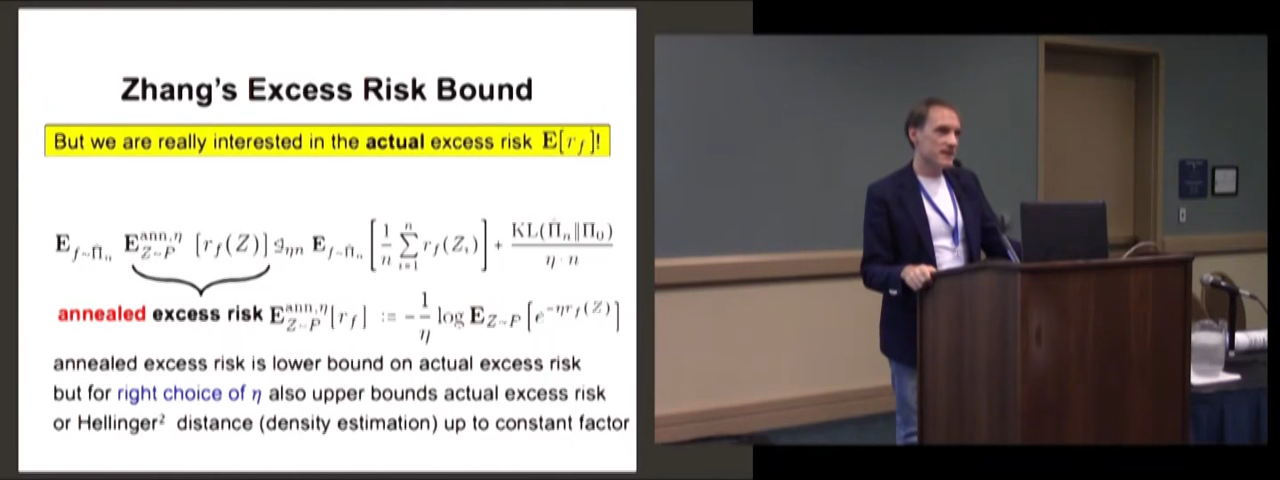 Zhang's Excess Risk Bound
But we are really interested in the actual excess risk E[r_f]!
E_{f∼Π̂_n} E^{ann,η}_{Z∼P} [r_f(Z)] ⊴_{ηn} E_{f∼Π̂_n} [ 1/n ∑_{i=1}^{n} r_f(Z_i) ] + KL(Π̂_n‖Π_0) / (η · n)
annealed excess risk E^{ann,η}_{Z∼P}[r_f] := -1/η log E_{Z∼P} [e^{-ηr_f(Z)}]
annealed excess risk is lower bound on actual excess risk
but for right choice of η also upper bounds actual excess risk
or Hellinger² distance (density estimation) up to constant factor